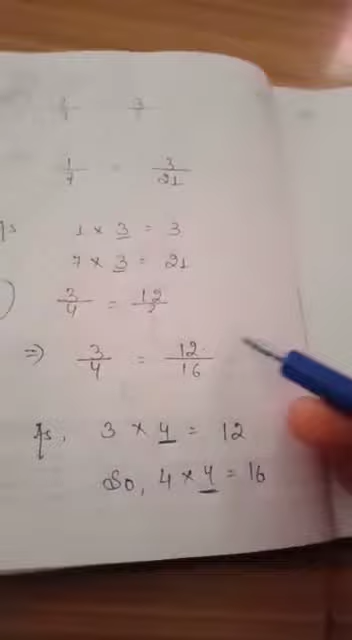 1/7 3/21
As 1 × 3 = 3
7 × 3 = 21
3/4 = 12/?
⇒ 3/4 = 12/16
As, 3 × 4 = 12
So, 4 × 4 = 16